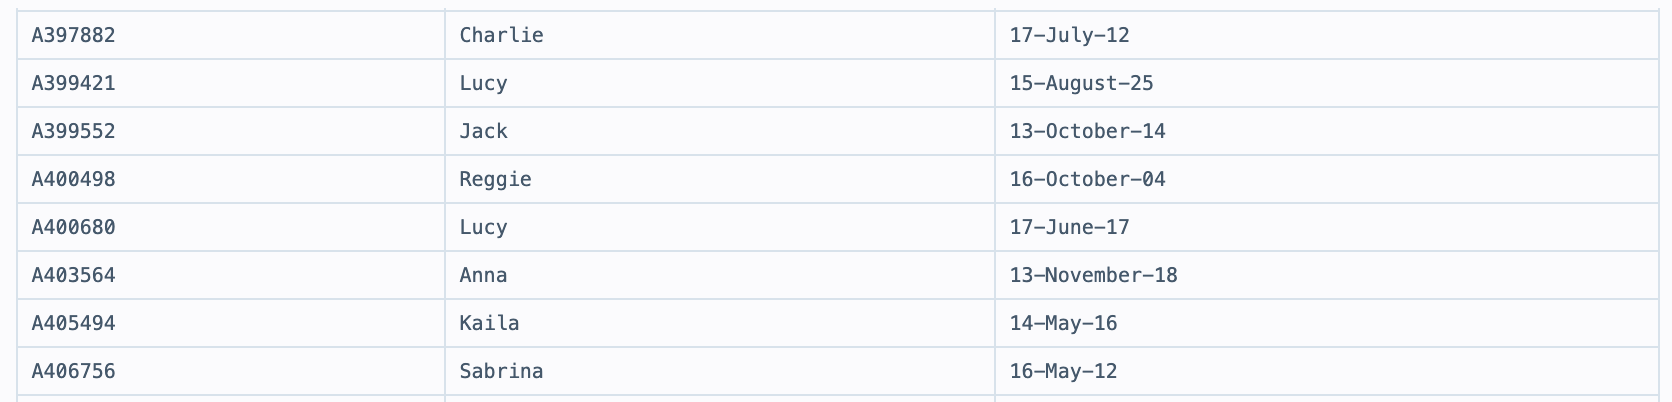 A397882 Charlie 17-July-12
A399421 Lucy 15-August-25
A399552 Jack 13-October-14
A400498 Reggie 16-October-04
A400680 Lucy 17-June-17
A403564 Anna 13-November-18
A405494 Kaila 14-May-16
A406756 Sabrina 16-May-12